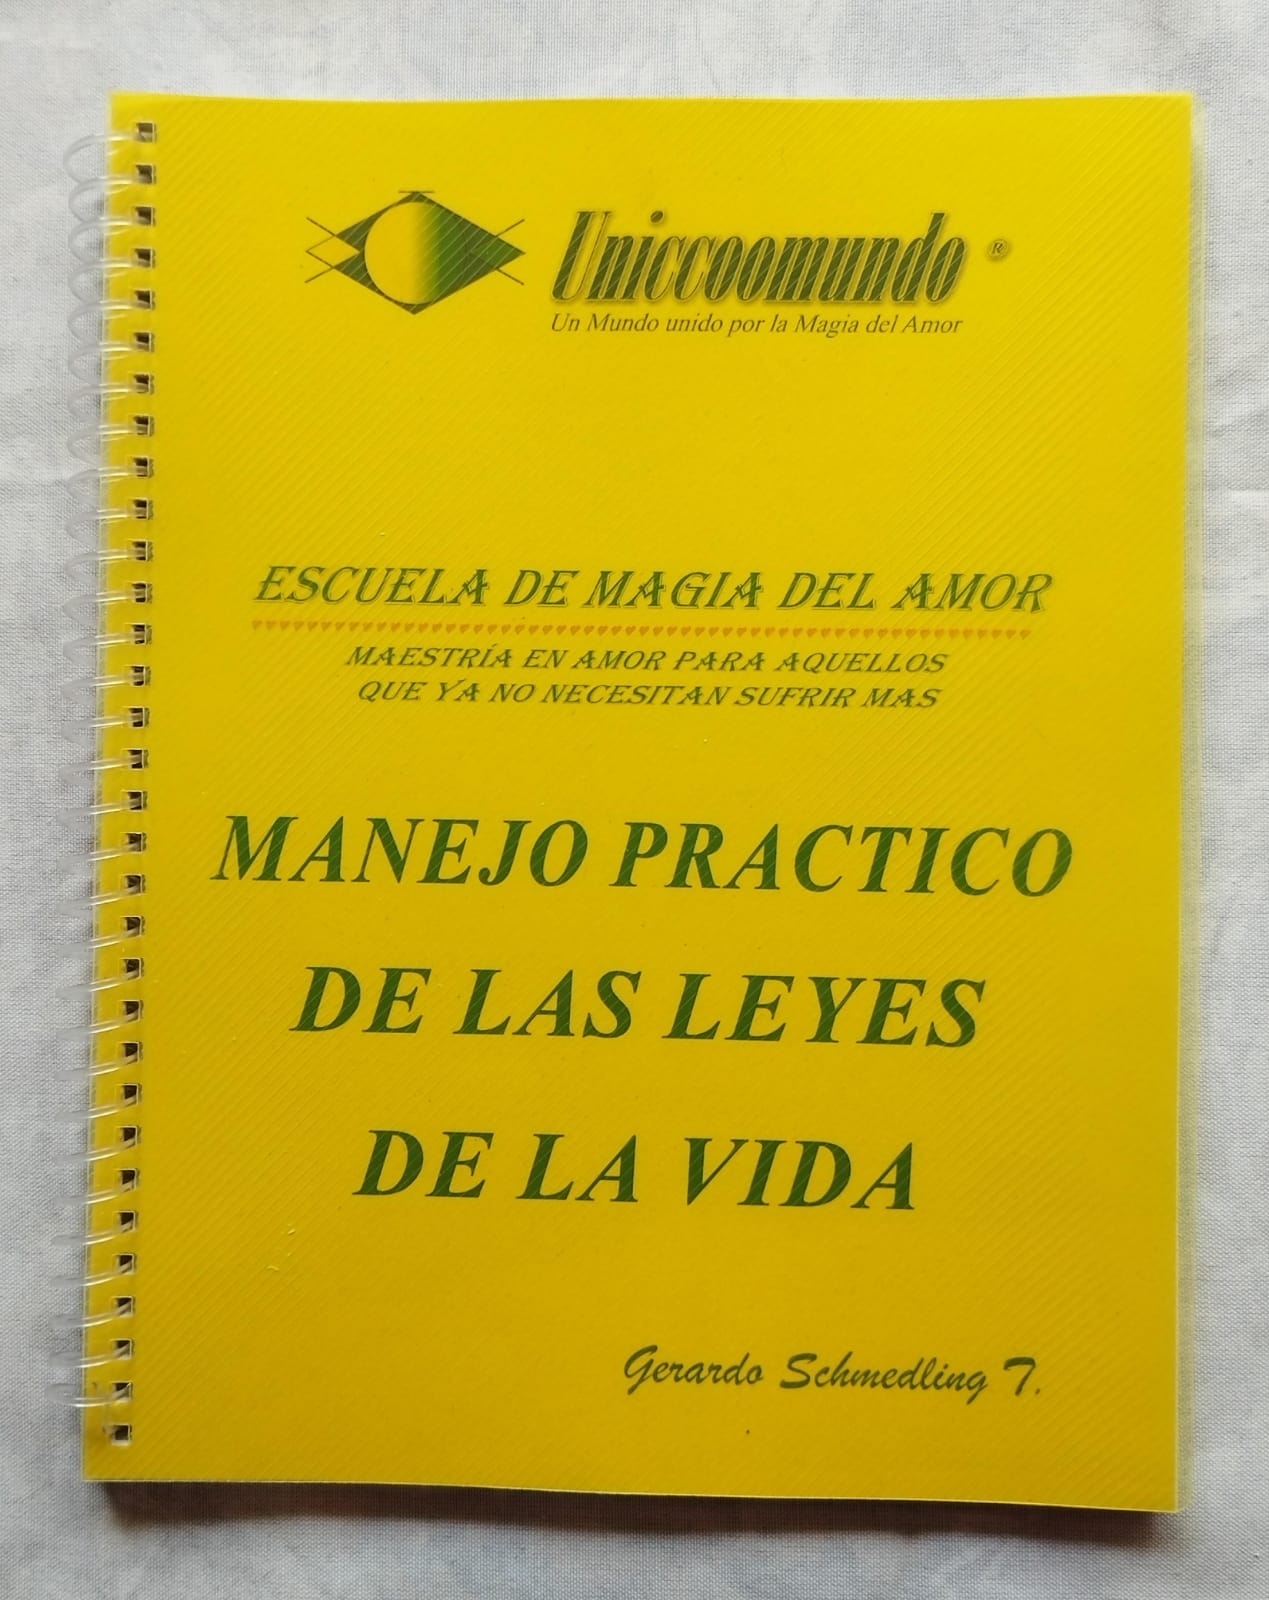 Uniccoomundo ®
Un Mundo unido por la Magia del Amor
ESCUELA DE MAGIA DEL AMOR
MAESTRÍA EN AMOR PARA AQUELLOS
QUE YA NO NECESITAN SUFRIR MAS
MANEJO PRACTICO
DE LAS LEYES
DE LA VIDA
Gerardo Schmedling T.